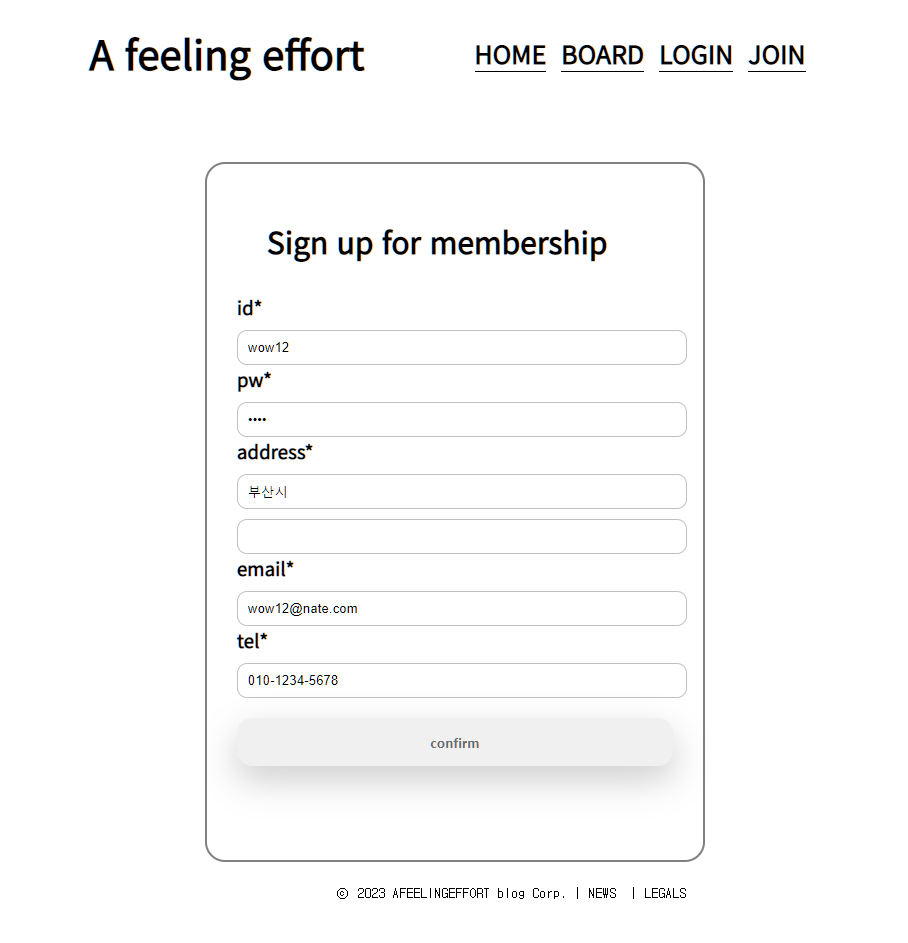 A feeling effort
HOME BOARD LOGIN JOIN
Sign up for membership
id*
wow12
pw*
••••
address*
부산시
email*
wow12@nate.com
tel*
010-1234-5678
confirm
© 2023 AFEELINGEFFORT blog Corp. | NEWS | LEGALS